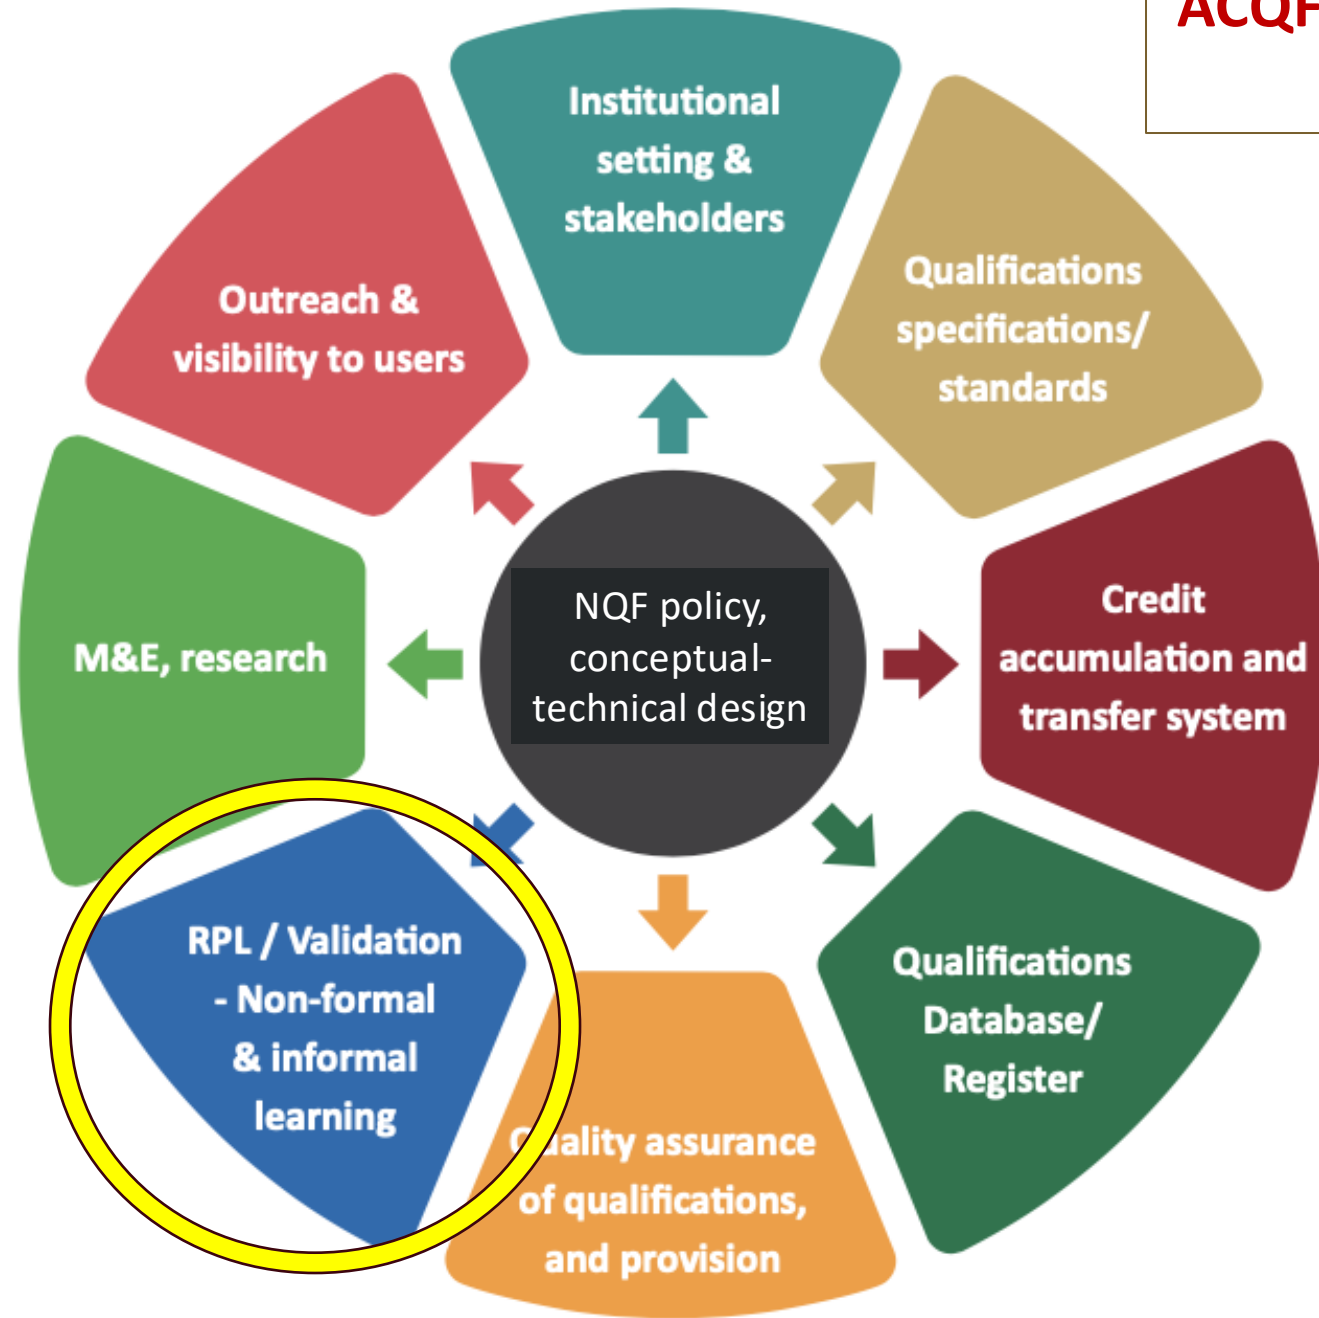 ACQF
Institutional
setting &
stakeholders
Qualifications
specifications/
standards
Outreach &
visibility to users
Credit
accumulation and
transfer system
NQF policy,
conceptual-
technical design
M&E, research
RPL / Validation
- Non-formal
& informal
learning
Qualifications
Database/
Register
Quality assurance
of qualifications,
and provision